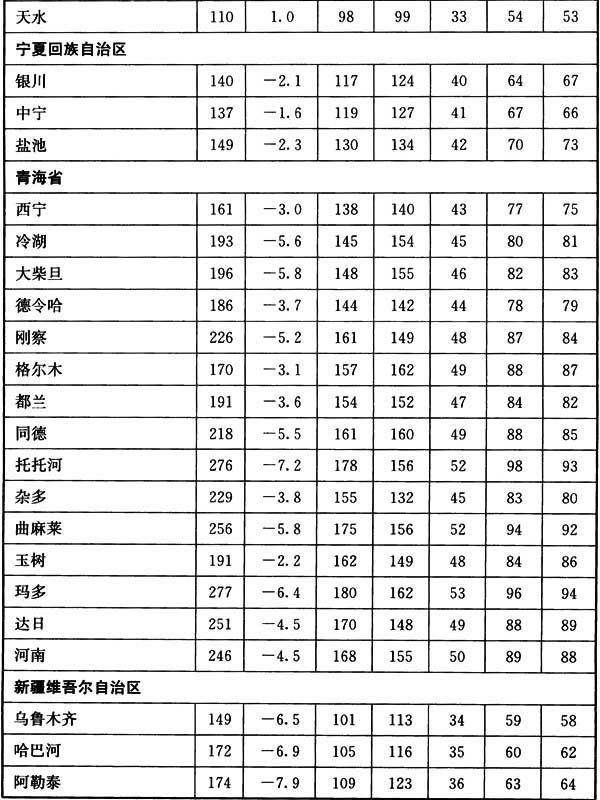 天水 110 1.0 98 99 33 54 53
宁夏回族自治区
银川 140 -2.1 117 124 40 64 67
中宁 137 -1.6 119 127 41 67 66
盐池 149 -2.3 130 134 42 70 73
青海省
西宁 161 -3.0 138 140 43 77 75
冷湖 193 -5.6 145 154 45 80 81
大柴旦 196 -5.8 148 155 46 82 83
德令哈 186 -3.7 144 142 44 78 79
刚察 226 -5.2 161 149 48 87 84
格尔木 170 -3.1 157 162 49 88 87
都兰 191 -3.6 154 152 47 84 82
同德 218 -5.5 161 160 49 88 85
托托河 276 -7.2 178 156 52 98 93
杂多 229 -3.8 155 132 45 83 80
曲麻莱 256 -5.8 175 156 52 94 92
玉树 191 -2.2 162 149 48 84 86
玛多 277 -6.4 180 162 53 96 94
达日 251 -4.5 170 148 49 88 89
河南 246 -4.5 168 155 50 89 88
新疆维吾尔自治区
乌鲁木齐 149 -6.5 101 113 34 59 58
哈巴河 172 -6.9 105 116 35 60 62
阿勒泰 174 -7.9 109 123 36 63 64